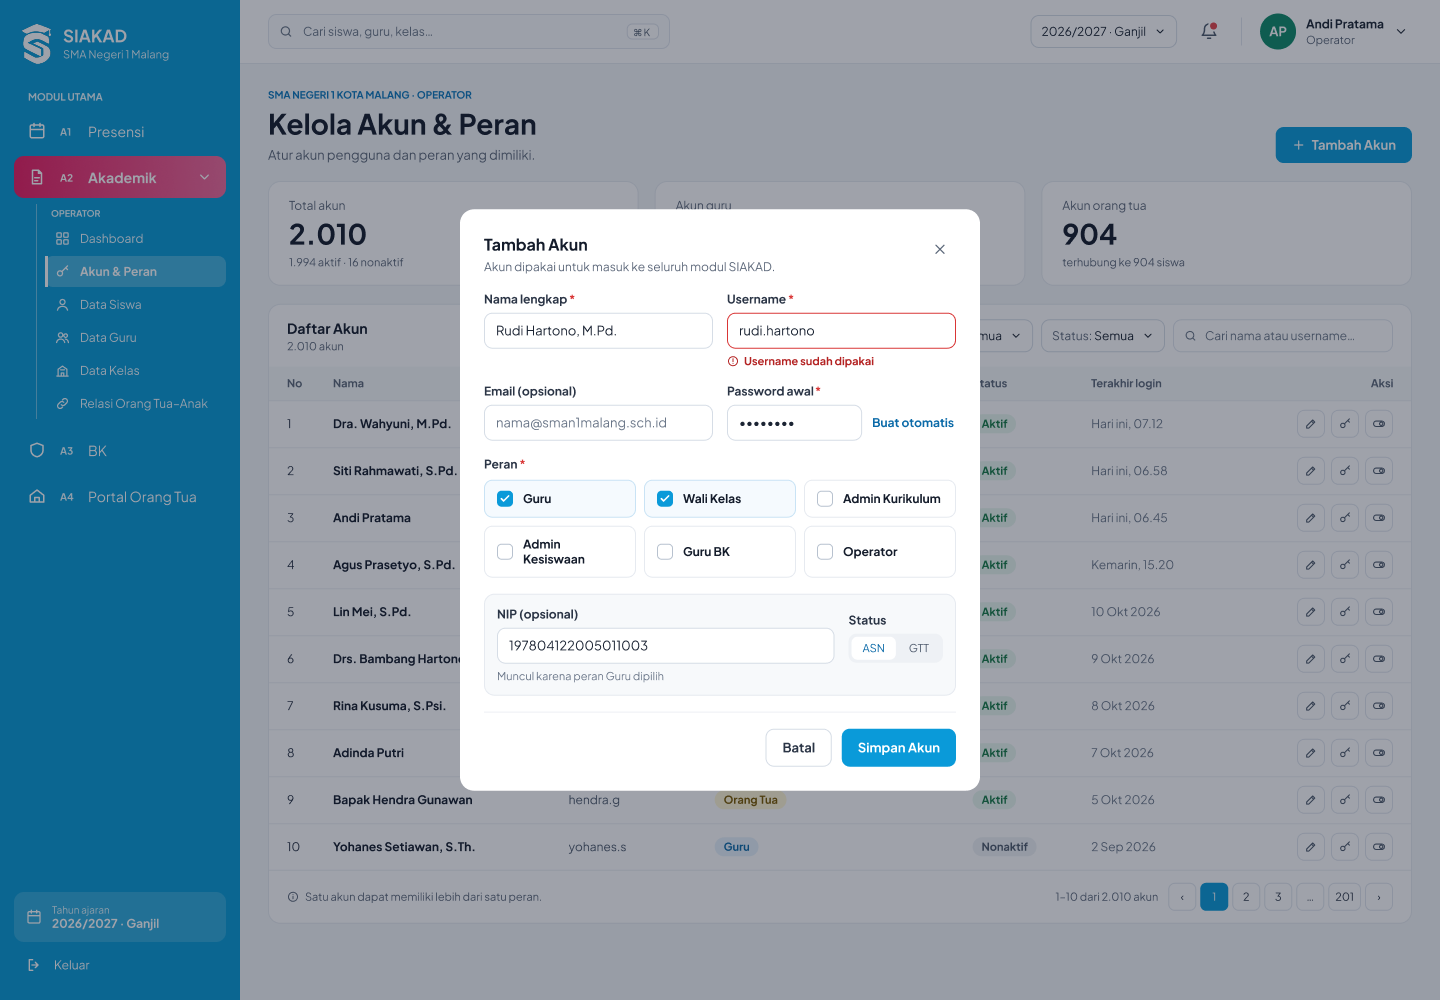 SIAKAD
SMA Negeri 1 Malang
MODUL UTAMA
A1 Presensi
A2 Akademik
OPERATOR
Dashboard
Akun & Peran
Data Siswa
Data Guru
Data Kelas
Relasi Orang Tua–Anak
A3 BK
A4 Portal Orang Tua
Tahun ajaran
2026/2027 · Ganjil
Keluar
Cari siswa, guru, kelas... ⌘K
2026/2027 · Ganjil
AP
Andi Pratama
Operator
SMA NEGERI 1 KOTA MALANG · OPERATOR
Kelola Akun & Peran
Atur akun pengguna dan peran yang dimiliki.
+ Tambah Akun
Total akun
2.010
1.994 aktif · 16 nonaktif
Akun guru
Akun orang tua
904
terhubung ke 904 siswa
Daftar Akun
2.010 akun
Status: Semua
Cari nama atau username...
No Nama Terakhir login Aksi
1 Dra. Wahyuni, M.Pd. Aktif Hari ini, 07.12
2 Siti Rahmawati, S.Pd. Aktif Hari ini, 06.58
3 Andi Pratama Aktif Hari ini, 06.45
4 Agus Prasetyo, S.Pd. Aktif Kemarin, 15.20
5 Lin Mei, S.Pd. Aktif 10 Okt 2026
6 Drs. Bambang Hartono Aktif 9 Okt 2026
7 Rina Kusuma, S.Psi. Aktif 8 Okt 2026
8 Adinda Putri Aktif 7 Okt 2026
9 Bapak Hendra Gunawan hendra.g Orang Tua Aktif 5 Okt 2026
10 Yohanes Setiawan, S.Th. yohanes.s Guru Nonaktif 2 Sep 2026
Satu akun dapat memiliki lebih dari satu peran.
1–10 dari 2.010 akun ‹ 1 2 3 ... 201 ›
Tambah Akun
Akun dipakai untuk masuk ke seluruh modul SIAKAD.
Nama lengkap *
Rudi Hartono, M.Pd.
Username *
rudi.hartono
Username sudah dipakai
Email (opsional)
nama@sman1malang.sch.id
Password awal *
••••••••
Buat otomatis
Peran *
Guru
Wali Kelas
Admin Kurikulum
Admin
Kesiswaan
Guru BK
Operator
NIP (opsional)
197804122005011003
Muncul karena peran Guru dipilih
Status
ASN GTT
Batal
Simpan Akun